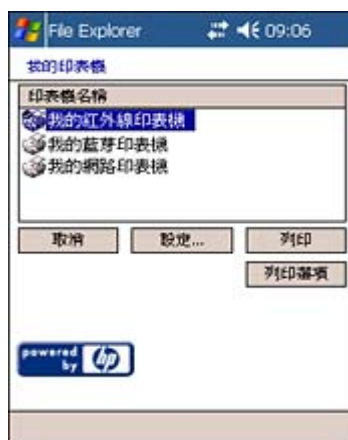 File Explorer 09:06
我的印表機
印表機名稱
我的紅外線印表機
我的藍芽印表機
我的網路印表機
取消 設定... 列印
列印選項
powered
by hp